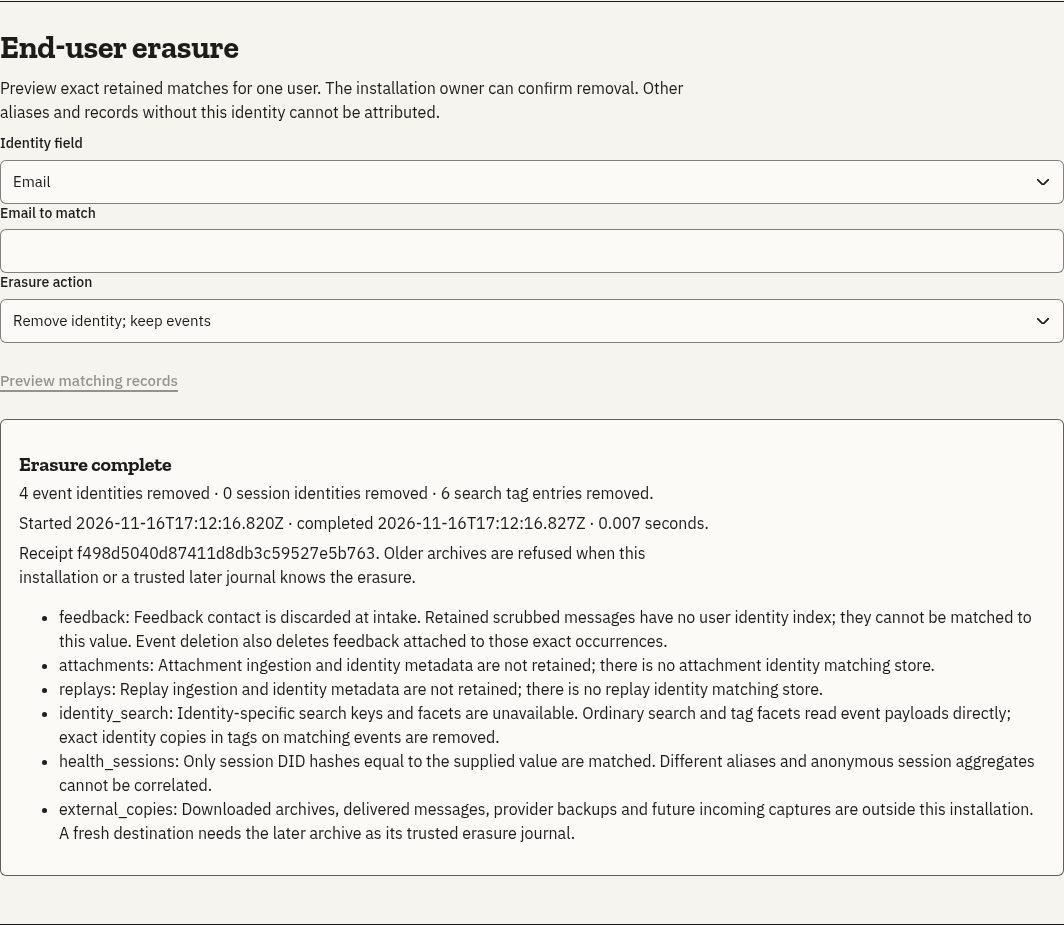 End-user erasure
Preview exact retained matches for one user. The installation owner can confirm removal. Other
aliases and records without this identity cannot be attributed.
Identity field
Email
Email to match
Erasure action
Remove identity; keep events
Preview matching records
Erasure complete
4 event identities removed · 0 session identities removed · 6 search tag entries removed.
Started 2026-11-16T17:12:16.820Z · completed 2026-11-16T17:12:16.827Z · 0.007 seconds.
Receipt f498d5040d87411d8db3c59527e5b763. Older archives are refused when this
installation or a trusted later journal knows the erasure.
• feedback: Feedback contact is discarded at intake. Retained scrubbed messages have no user identity index; they cannot be matched to
this value. Event deletion also deletes feedback attached to those exact occurrences.
• attachments: Attachment ingestion and identity metadata are not retained; there is no attachment identity matching store.
• replays: Replay ingestion and identity metadata are not retained; there is no replay identity matching store.
• identity_search: Identity-specific search keys and facets are unavailable. Ordinary search and tag facets read event payloads directly;
exact identity copies in tags on matching events are removed.
• health_sessions: Only session DID hashes equal to the supplied value are matched. Different aliases and anonymous session aggregates
cannot be correlated.
• external_copies: Downloaded archives, delivered messages, provider backups and future incoming captures are outside this installation.
A fresh destination needs the later archive as its trusted erasure journal.